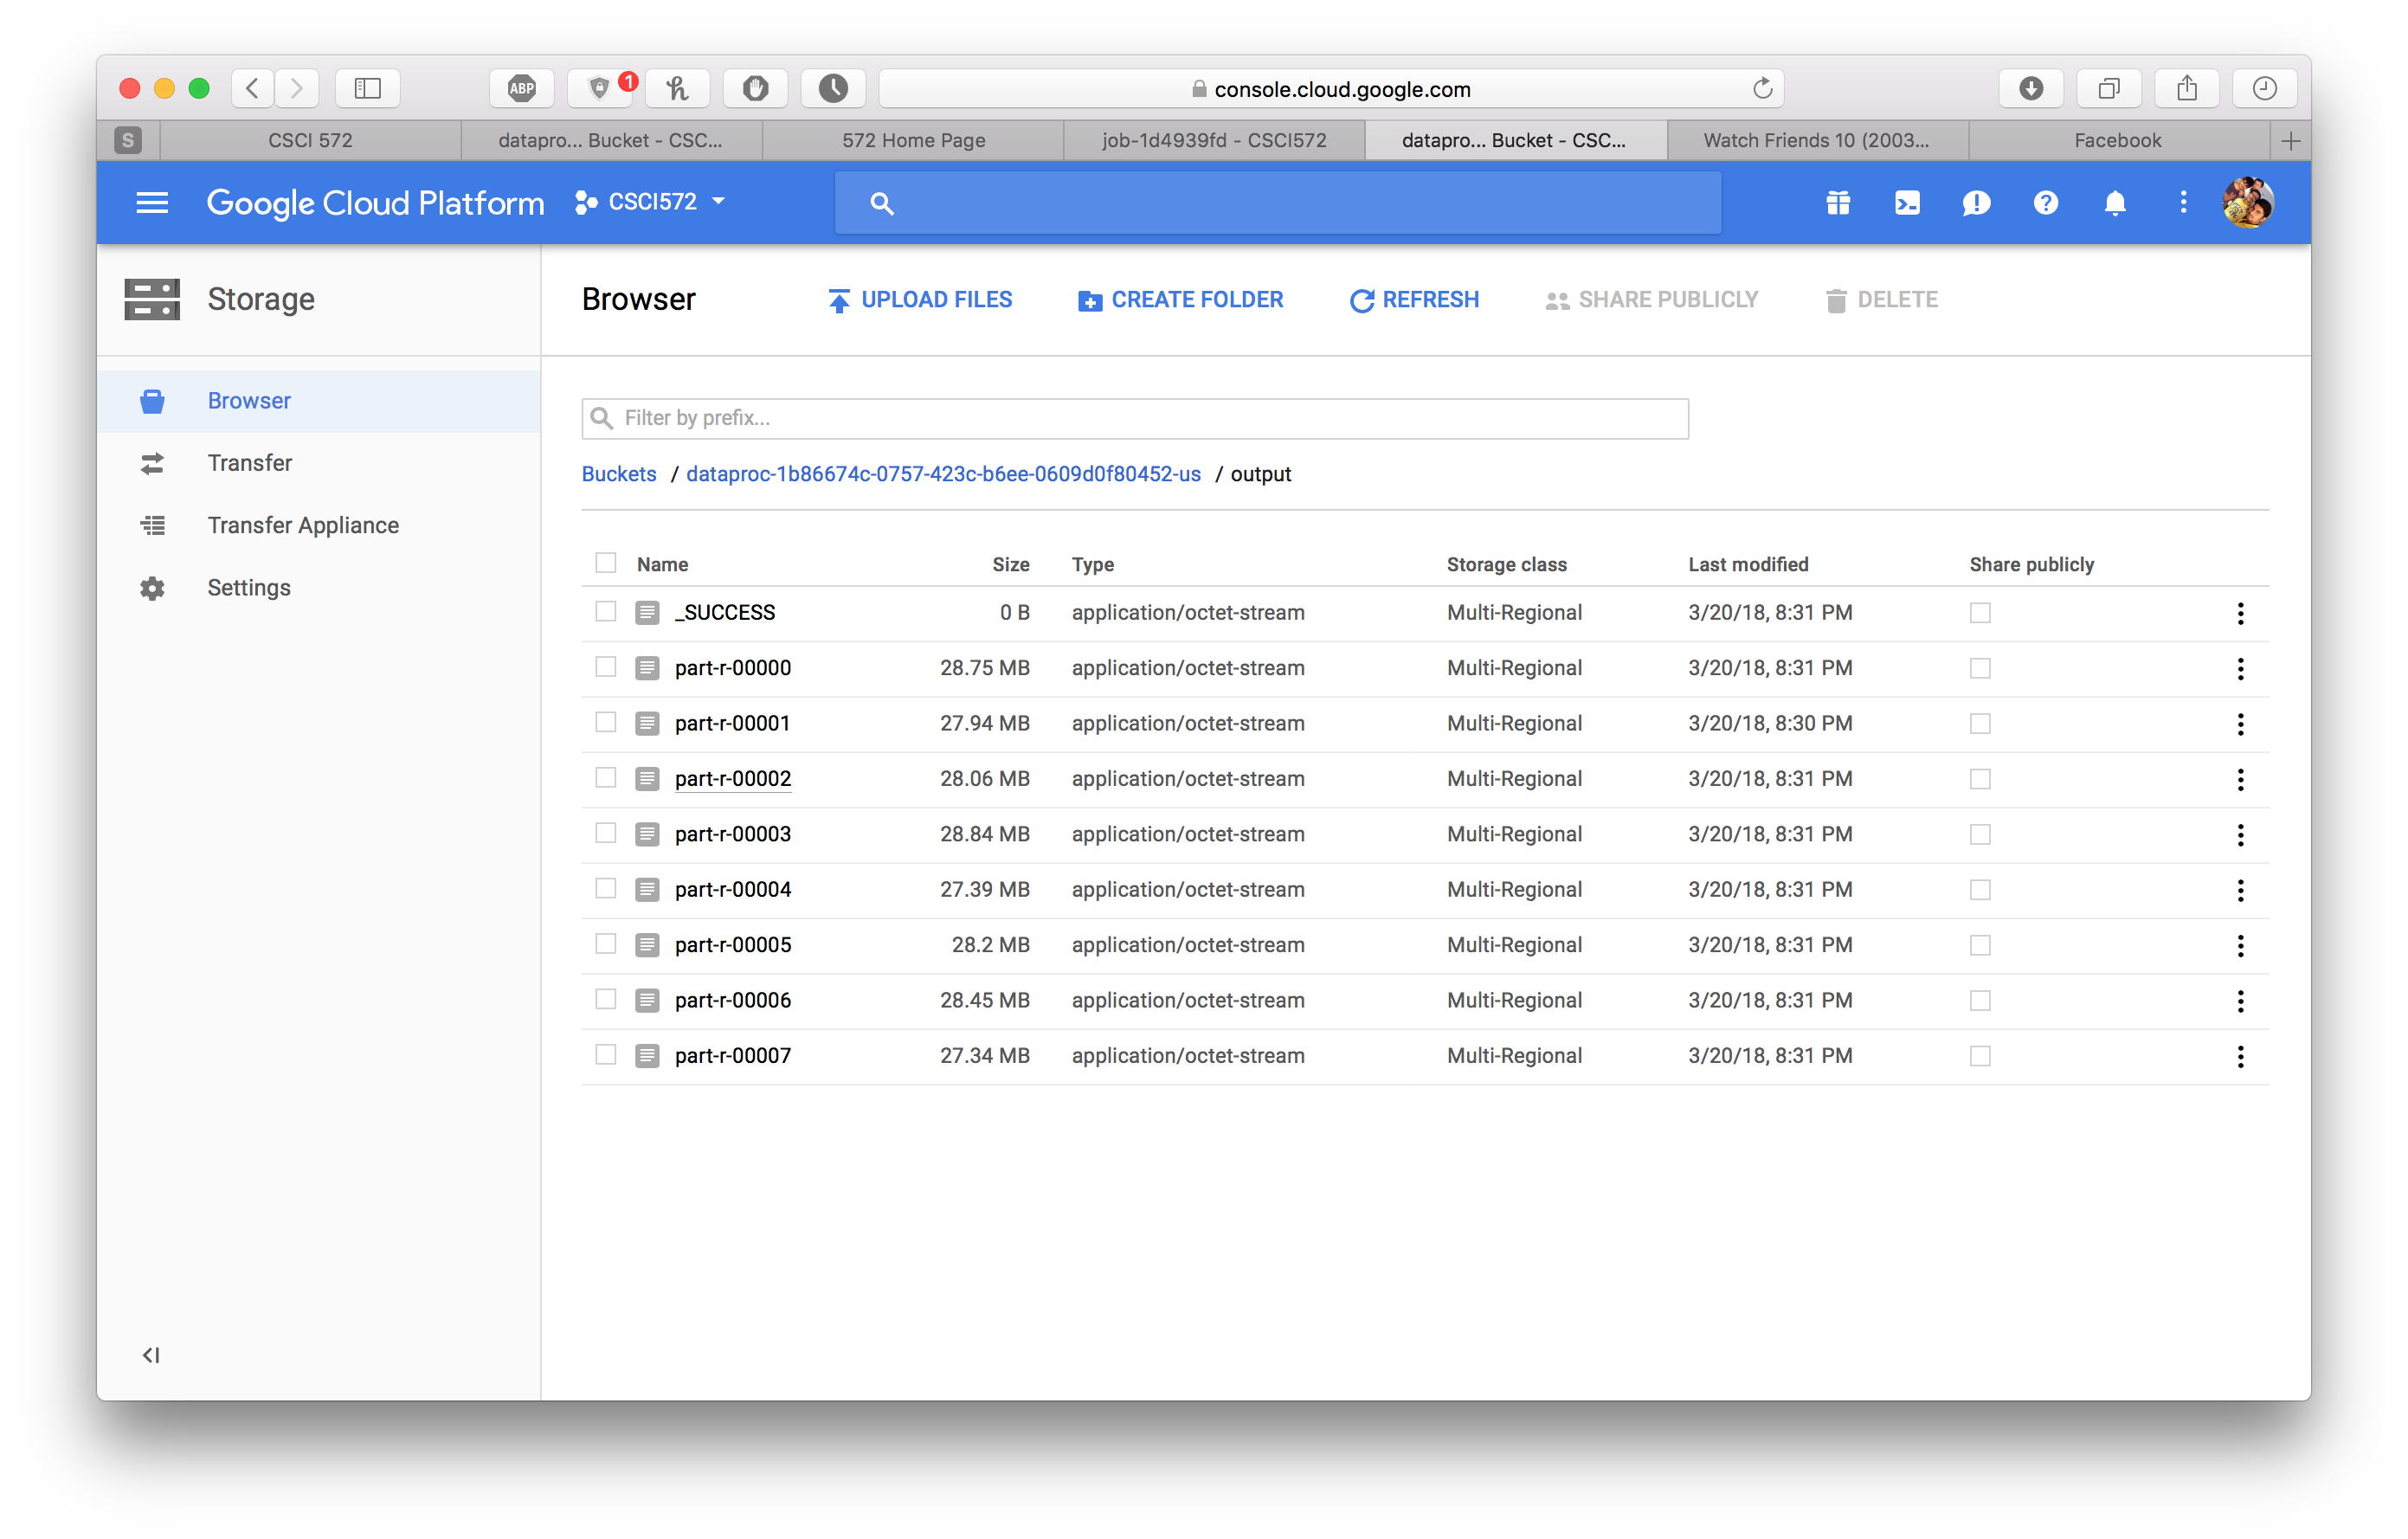 ABP
1
console.cloud.google.com
S
CSCI 572
datapro... Bucket - CSC...
572 Home Page
job-1d4939fd - CSCI572
datapro... Bucket - CSC...
Watch Friends 10 (2003...
Facebook
Google Cloud Platform
CSCI572
Storage
Browser
UPLOAD FILES
CREATE FOLDER
REFRESH
SHARE PUBLICLY
DELETE
Browser
Transfer
Transfer Appliance
Settings
Filter by prefix...
Buckets / dataproc-1b86674c-0757-423c-b6ee-0609d0f80452-us / output
Name Size Type Storage class Last modified Share publicly
_SUCCESS 0 B application/octet-stream Multi-Regional 3/20/18, 8:31 PM
part-r-00000 28.75 MB application/octet-stream Multi-Regional 3/20/18, 8:31 PM
part-r-00001 27.94 MB application/octet-stream Multi-Regional 3/20/18, 8:30 PM
part-r-00002 28.06 MB application/octet-stream Multi-Regional 3/20/18, 8:31 PM
part-r-00003 28.84 MB application/octet-stream Multi-Regional 3/20/18, 8:31 PM
part-r-00004 27.39 MB application/octet-stream Multi-Regional 3/20/18, 8:31 PM
part-r-00005 28.2 MB application/octet-stream Multi-Regional 3/20/18, 8:31 PM
part-r-00006 28.45 MB application/octet-stream Multi-Regional 3/20/18, 8:31 PM
part-r-00007 27.34 MB application/octet-stream Multi-Regional 3/20/18, 8:31 PM